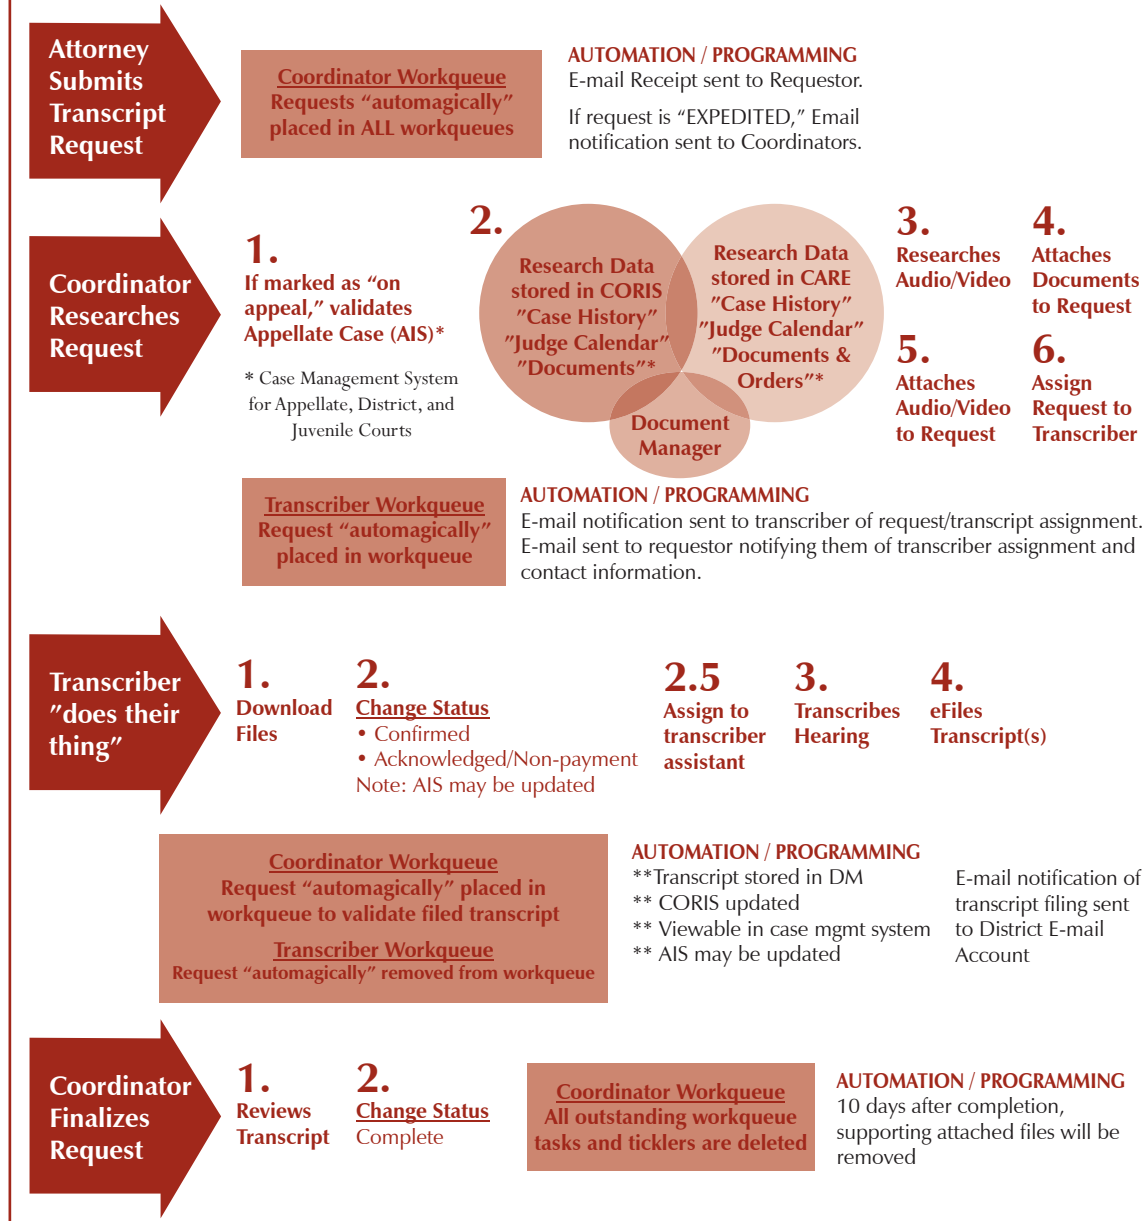 Attorney
Submits
Transcript
Request
Coordinator Workqueue
Requests “automagically”
placed in ALL workqueues
AUTOMATION / PROGRAMMING
E-mail Receipt sent to Requestor.
If request is “EXPEDITED,” Email
notification sent to Coordinators.
Coordinator
Researches
Request
1.
If marked as “on
appeal,” validates
Appellate Case (AIS)*
* Case Management System
for Appellate, District, and
Juvenile Courts
2.
Research Data
stored in CORIS
”Case History”
”Judge Calendar”
”Documents”*
Research Data
stored in CARE
”Case History”
”Judge Calendar”
”Documents &
Orders”*
Document
Manager
3.
Researches
Audio/Video
4.
Attaches
Documents
to Request
5.
Attaches
Audio/Video
to Request
6.
Assign
Request to
Transcriber
Transcriber Workqueue
Request “automagically”
placed in workqueue
AUTOMATION / PROGRAMMING
E-mail notification sent to transcriber of request/transcript assignment.
E-mail sent to requestor notifying them of transcriber assignment and
contact information.
Transcriber
”does their
thing”
1.
Download
Files
2.
Change Status
• Confirmed
• Acknowledged/Non-payment
Note: AIS may be updated
2.5
Assign to
transcriber
assistant
3.
Transcribes
Hearing
4.
eFiles
Transcript(s)
Coordinator Workqueue
Request “automagically” placed in
workqueue to validate filed transcript
Transcriber Workqueue
Request “automagically” removed from workqueue
AUTOMATION / PROGRAMMING
**Transcript stored in DM
** CORIS updated
** Viewable in case mgmt system
** AIS may be updated
E-mail notification of
transcript filing sent
to District E-mail
Account
Coordinator
Finalizes
Request
1.
Reviews
Transcript
2.
Change Status
Complete
Coordinator Workqueue
All outstanding workqueue
tasks and ticklers are deleted
AUTOMATION / PROGRAMMING
10 days after completion,
supporting attached files will be
removed